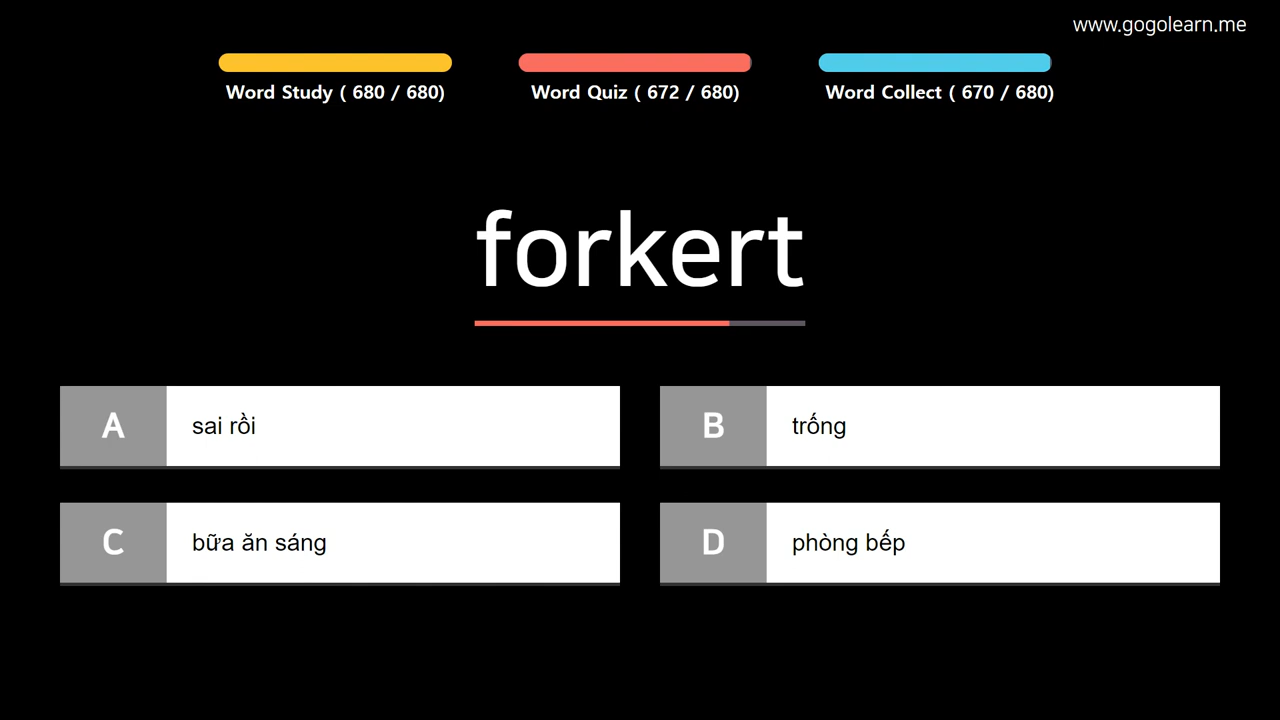 www.gogolearn.me
Word Study ( 680 / 680)
Word Quiz ( 672 / 680)
Word Collect ( 670 / 680)
forkert
A
sai rồi
B
trống
C
bữa ăn sáng
D
phòng bếp